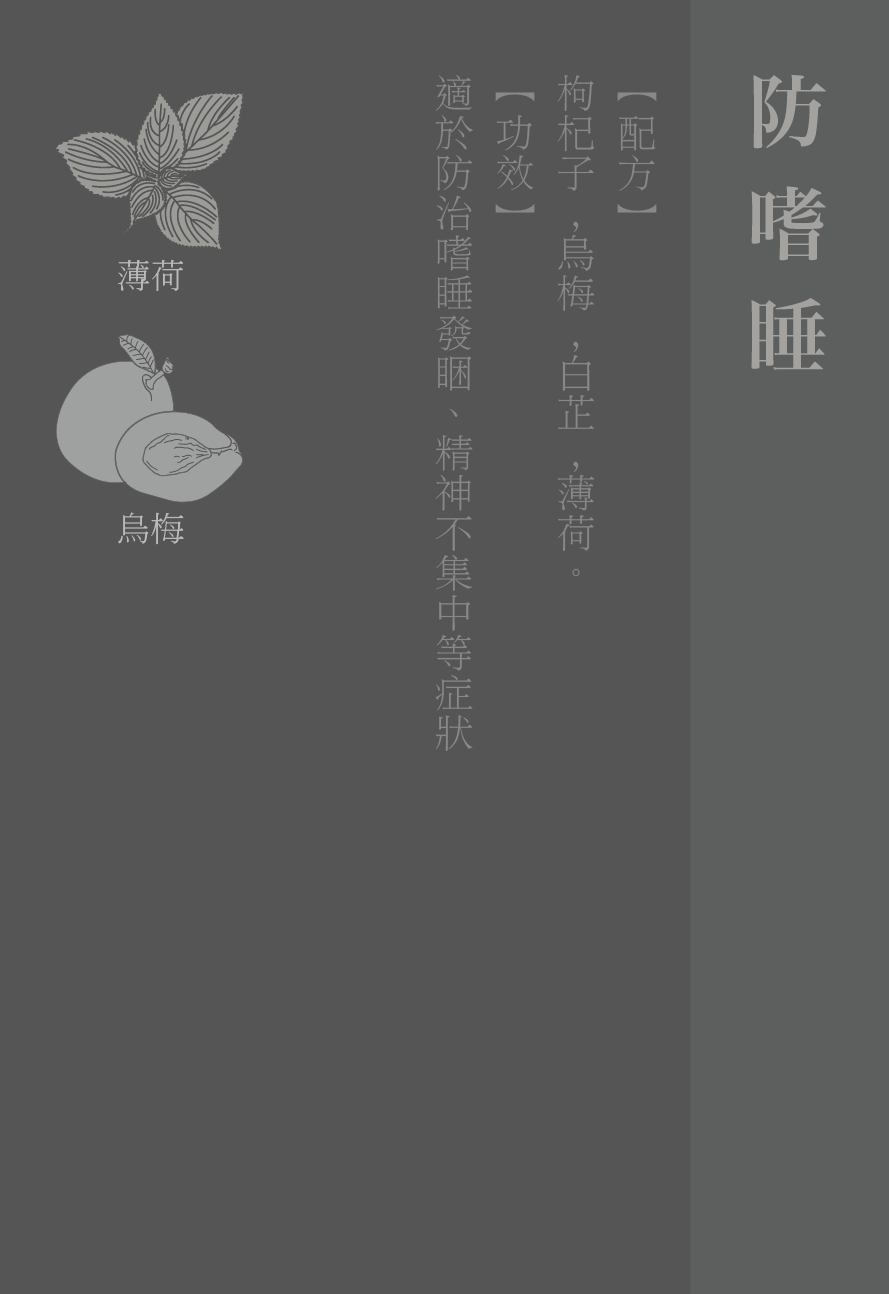 防嗜睡
【配方】
枸杞子,烏梅,白芷,薄荷。
【功效】
適於防治嗜睡發睏、精神不集中等症狀
薄荷
烏梅